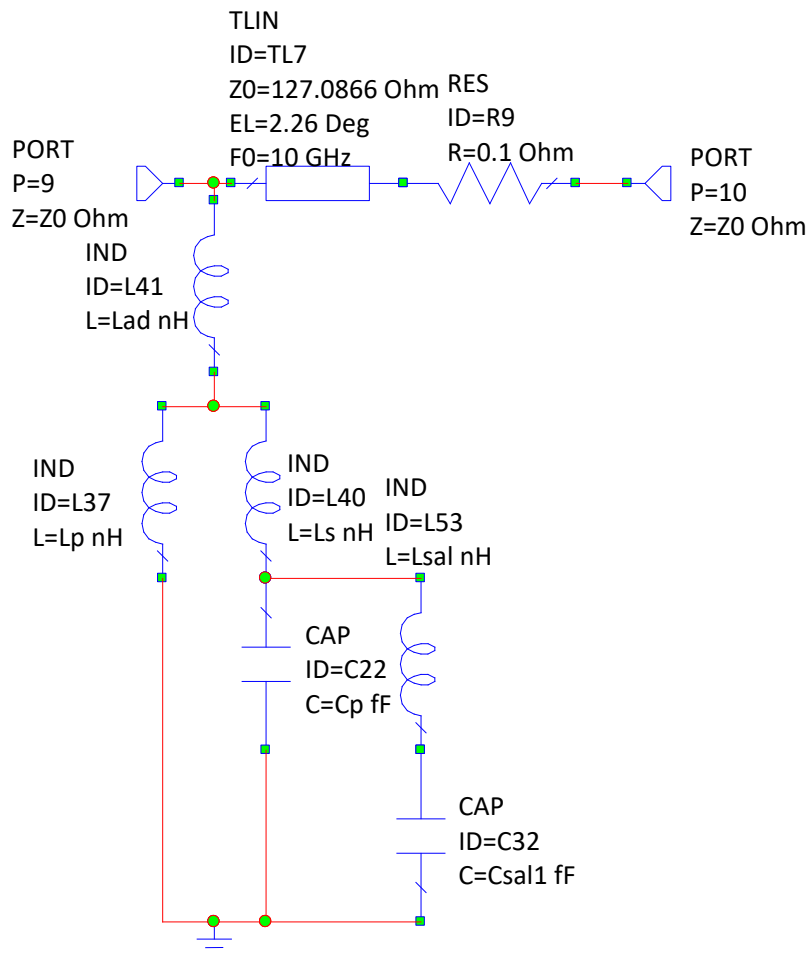 TLIN
ID=TL7
Z0=127.0866 Ohm
EL=2.26 Deg
F0=10 GHz
RES
ID=R9
R=0.1 Ohm
PORT
P=9
Z=Z0 Ohm
PORT
P=10
Z=Z0 Ohm
IND
ID=L41
L=Lad nH
IND
ID=L37
L=Lp nH
IND
ID=L40
L=Ls nH
IND
ID=L53
L=Lsal nH
CAP
ID=C22
C=Cp fF
CAP
ID=C32
C=Csal1 fF